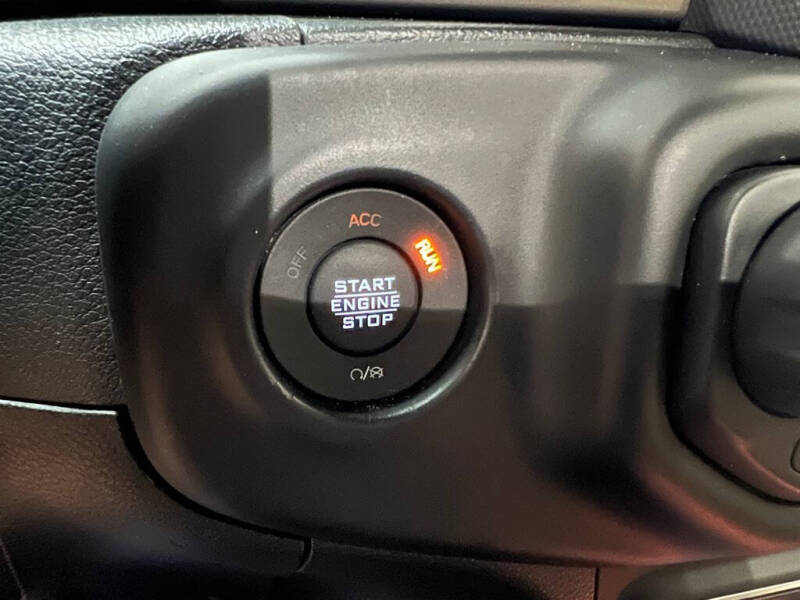 ACC
OFF
RUN
START
ENGINE
STOP
/